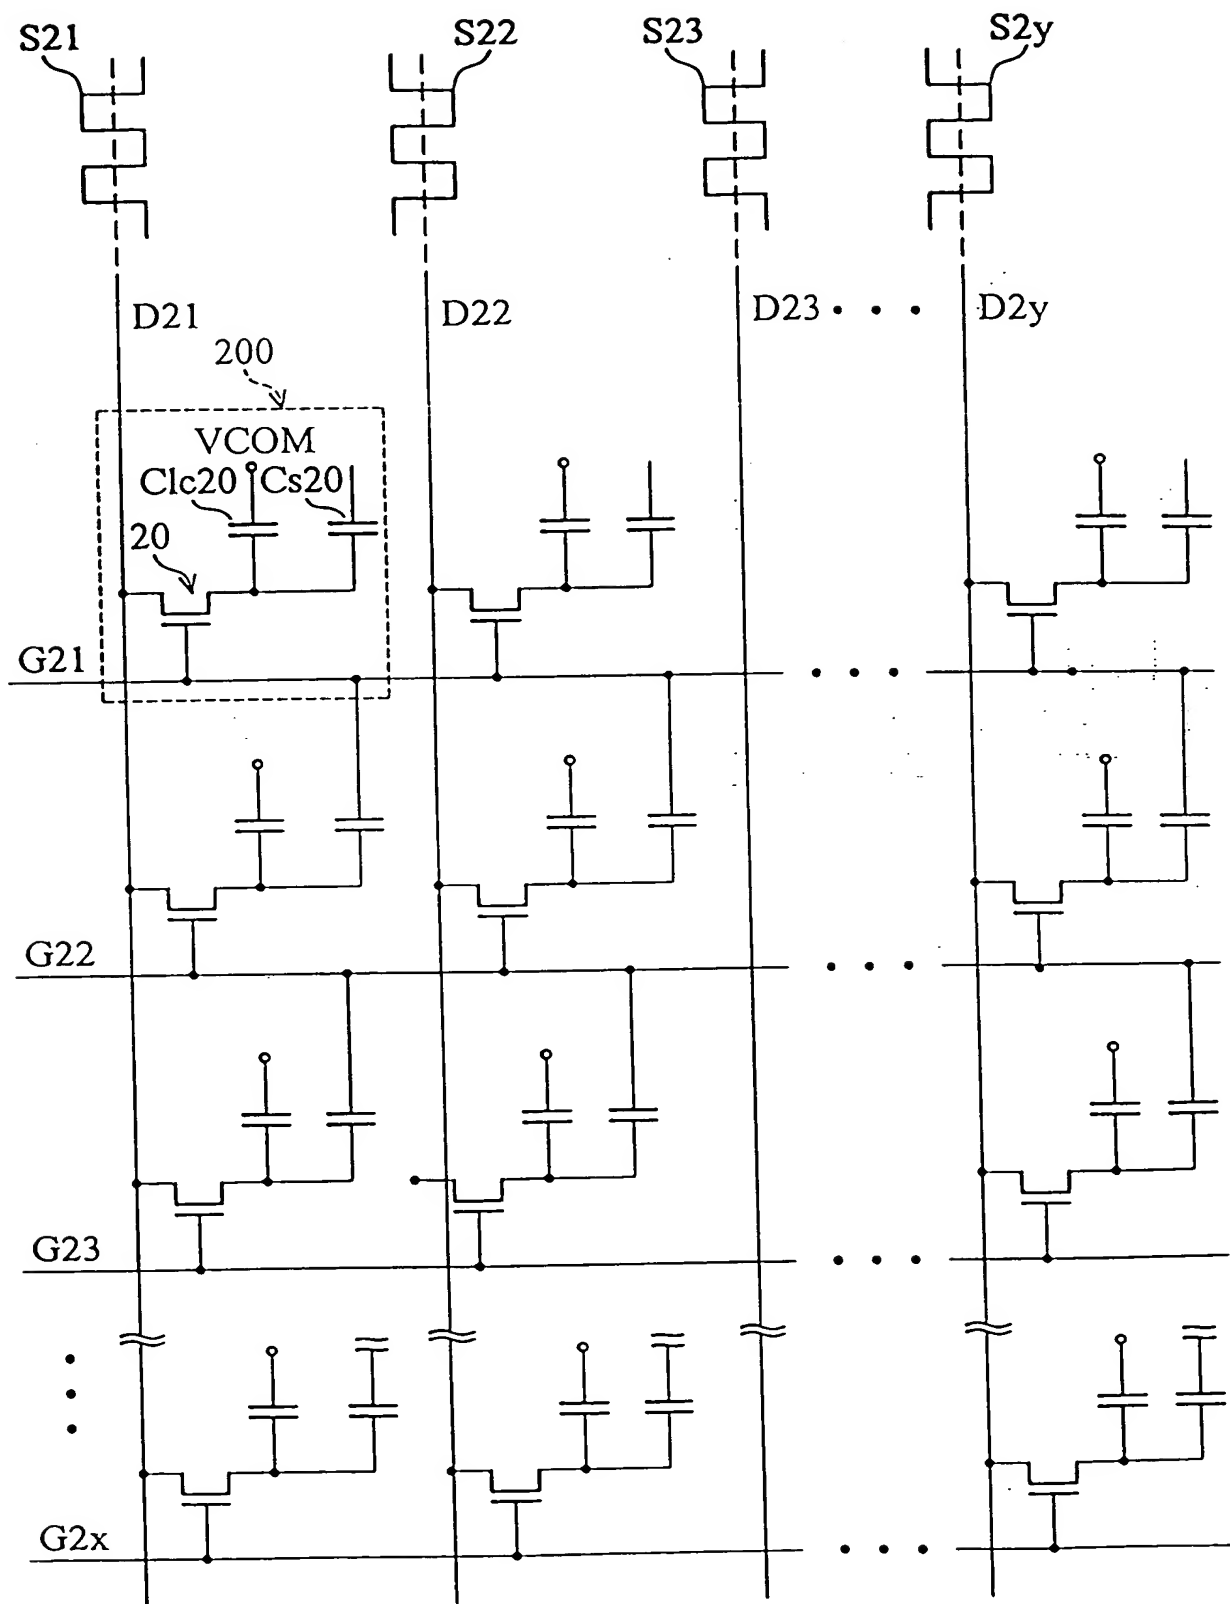 S21
S22
S23
S2y
D21
D22
D23 . . .
D2y
200
VCOM
Clc20
Cs20
20
G21
G22
G23
G2x